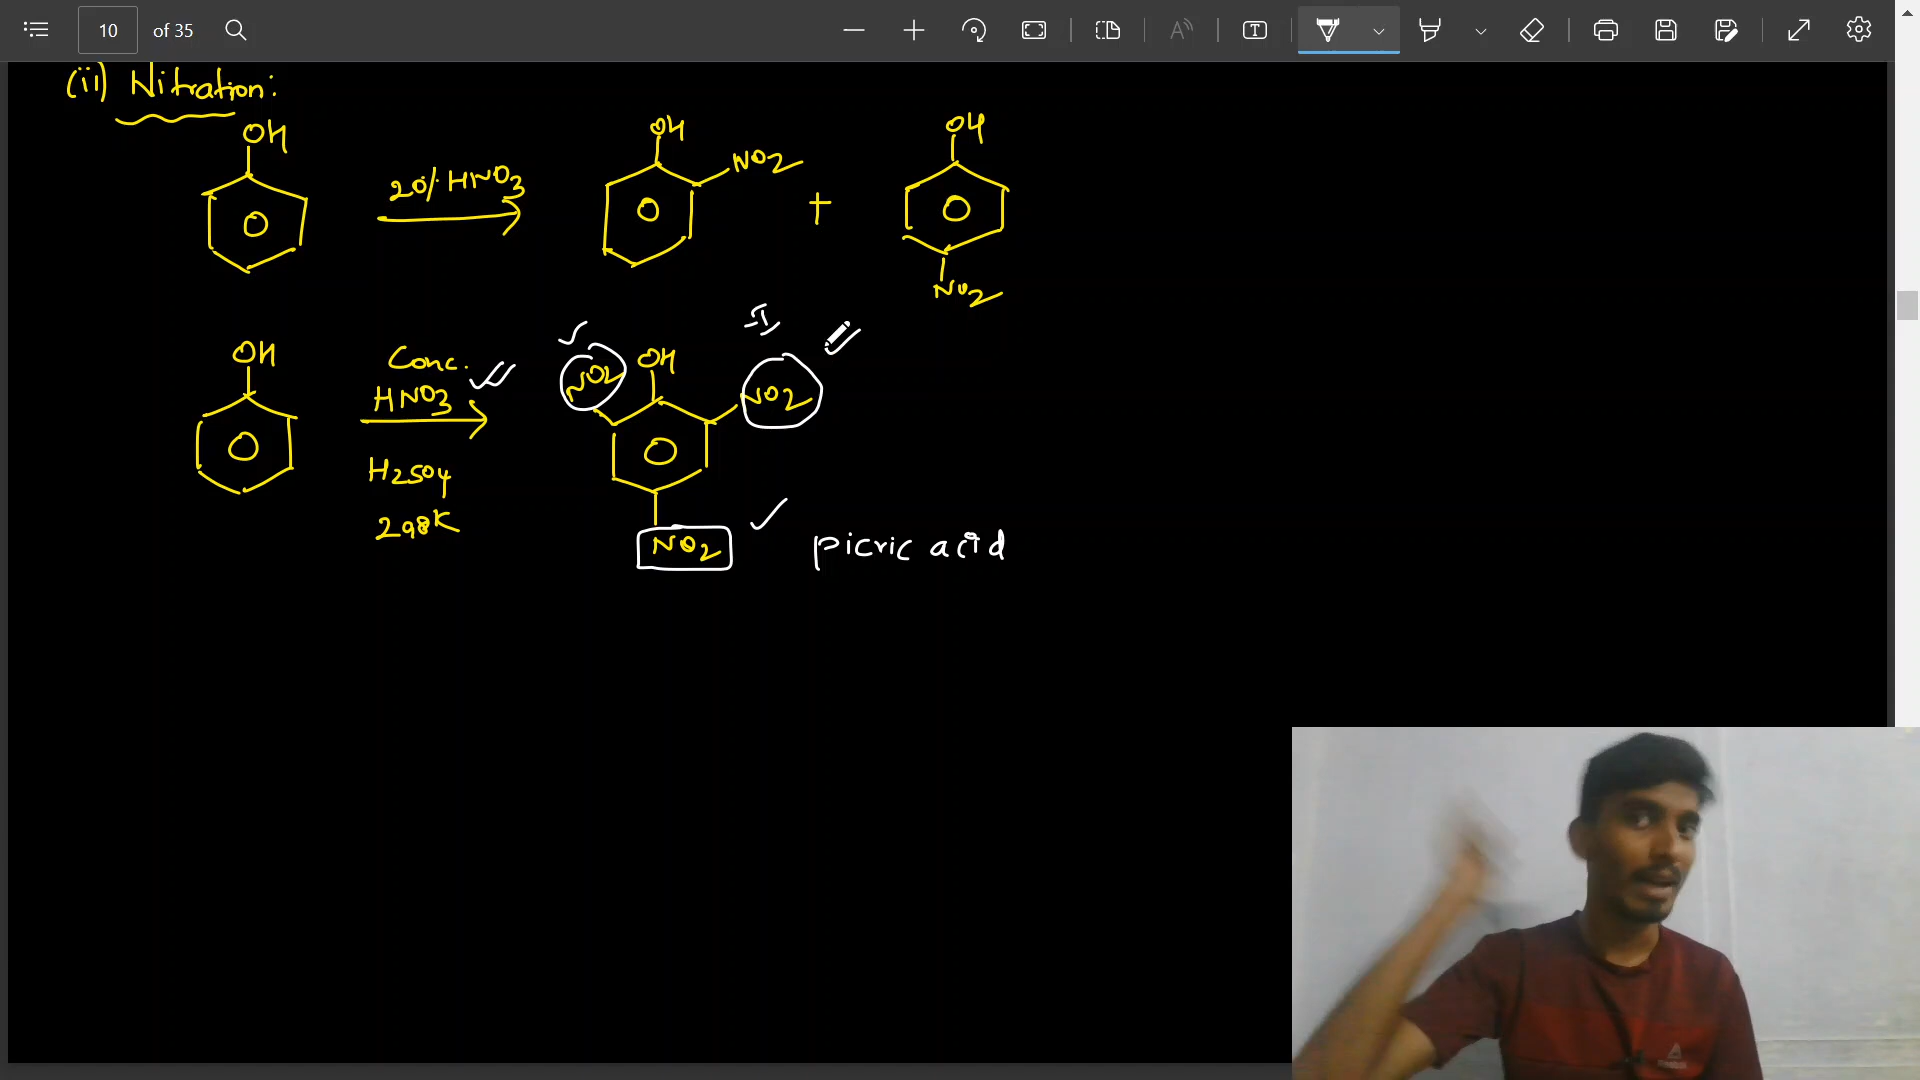 10 of 35
(ii) Nitration:
OH
20% HNO3
OH
NO2
+
OH
NO2
OH
Conc.
HNO3
H2SO4
298K
NO2
OH
-I
NO2
NO2
picric acid